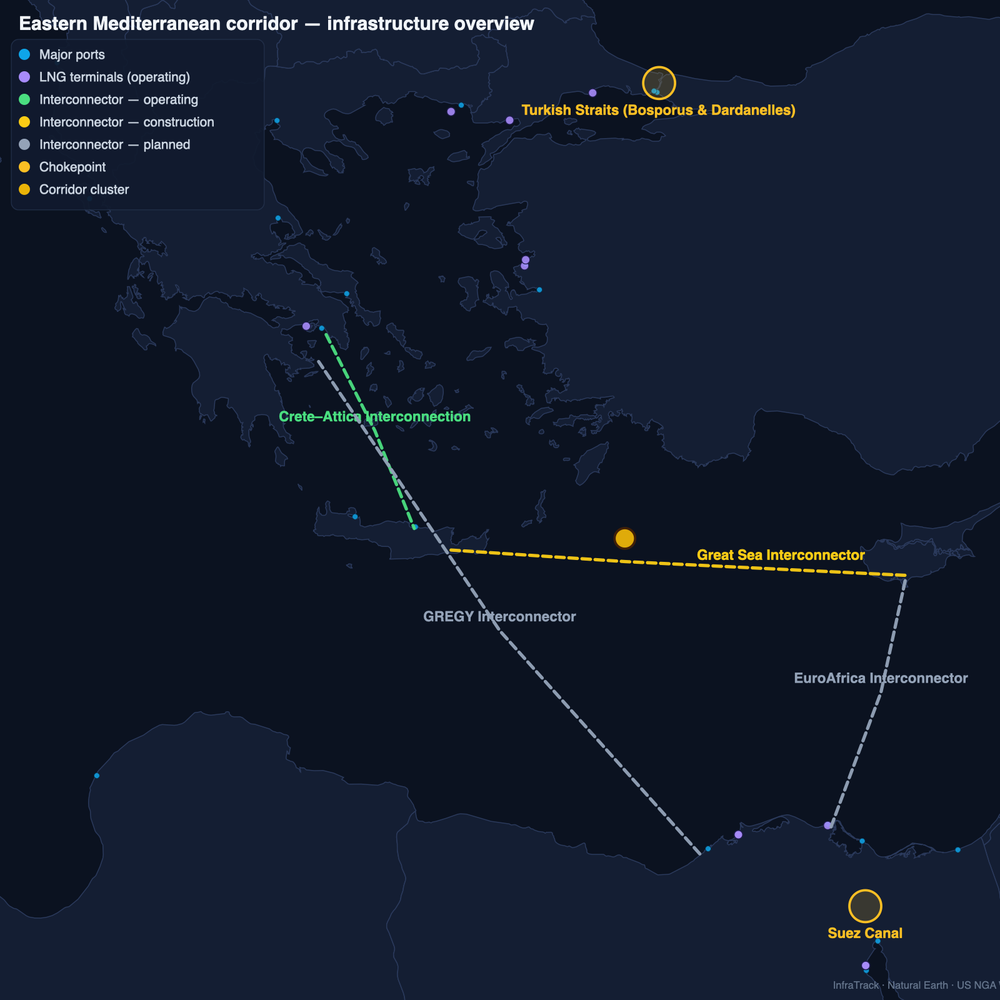 Eastern Mediterranean corridor — infrastructure overview
Major ports
LNG terminals (operating)
Interconnector — operating
Interconnector — construction
Interconnector — planned
Chokepoint
Corridor cluster
Turkish Straits (Bosporus & Dardanelles)
Crete–Attica Interconnection
Great Sea Interconnector
GREGY Interconnector
EuroAfrica Interconnector
Suez Canal
InfraTrack · Natural Earth · US NGA